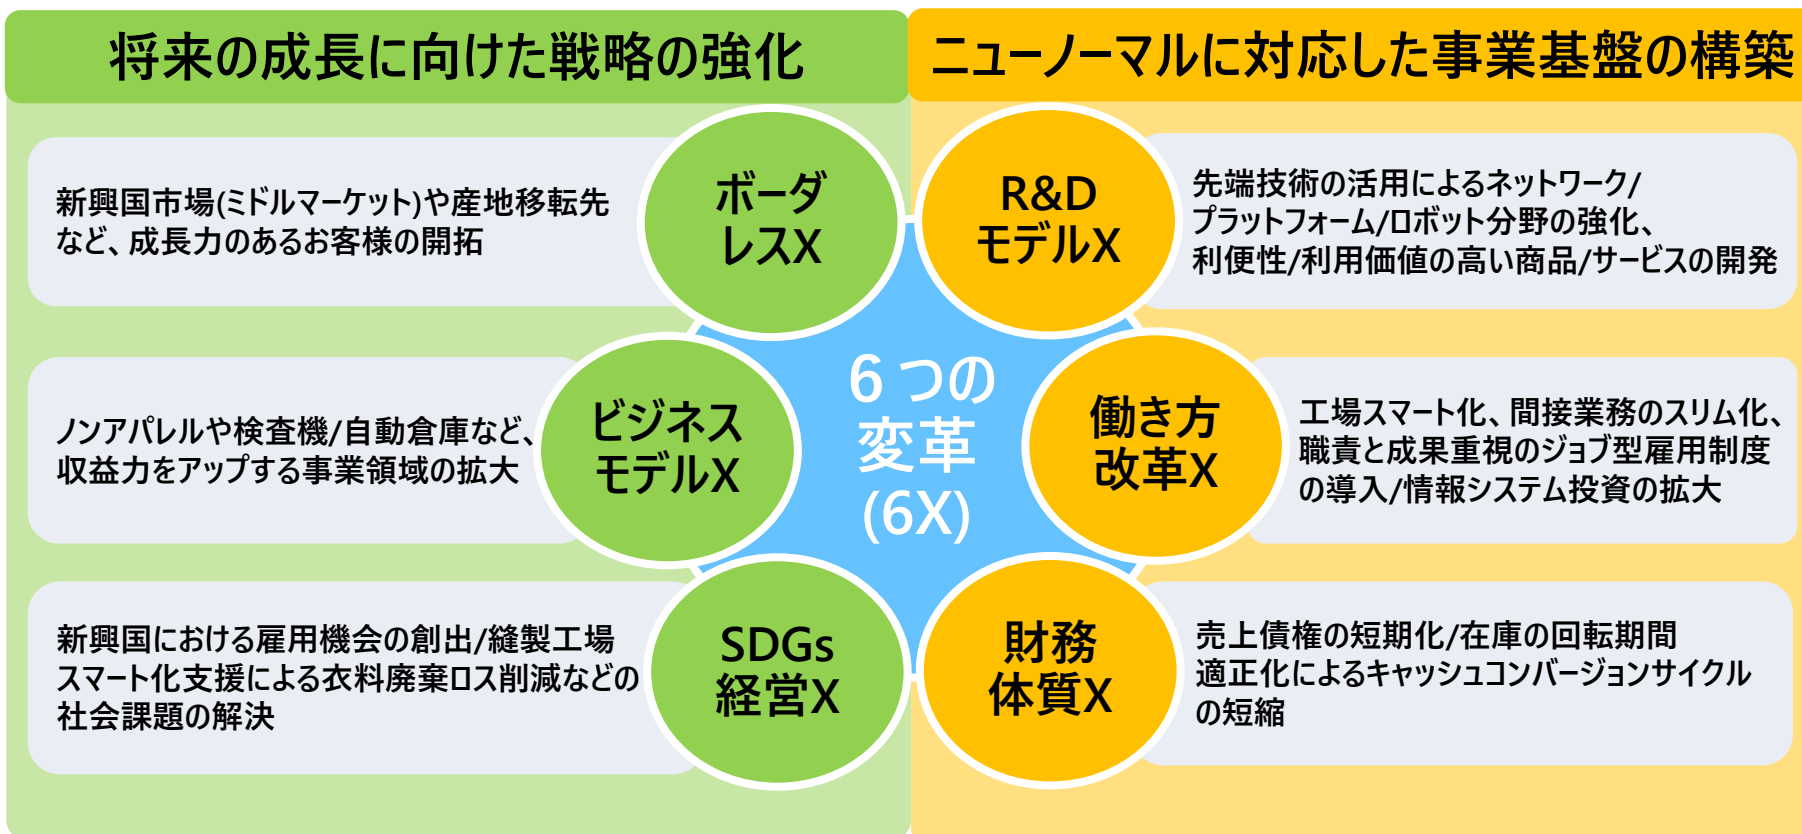 将来の成長に向けた戦略の強化
新興国市場(ミドルマーケット)や産地移転先
など、成長力のあるお客様の開拓
ボーダ
レスX
ノンアパレルや検査機/自動倉庫など、
収益力をアップする事業領域の拡大
ビジネス
モデルX
新興国における雇用機会の創出/縫製工場
スマート化支援による衣料廃棄ロス削減などの
社会課題の解決
SDGs
経営X
6つの
変革
(6X)
ニューノーマルに対応した事業基盤の構築
R&D
モデルX
先端技術の活用によるネットワーク/
プラットフォーム/ロボット分野の強化、
利便性/利用価値の高い商品/サービスの開発
働き方
改革X
工場スマート化、間接業務のスリム化、
職責と成果重視のジョブ型雇用制度
の導入/情報システム投資の拡大
財務
体質X
売上債権の短期化/在庫の回転期間
適正化によるキャッシュコンバージョンサイクル
の短縮